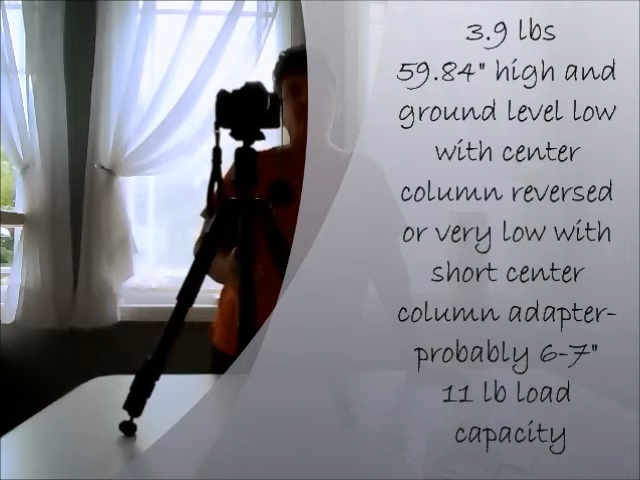 3.9 lbs
59.84" high and
ground level low
with center
column reversed
or very low with
short center
column adapter-
probably 6-7"
11 lb load
capacity